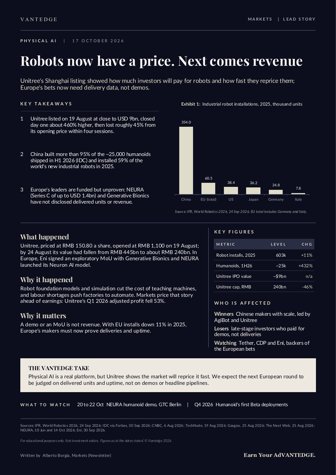 VANTEDGE
MARKETS | LEAD STORY
PHYSICAL AI | 17 OCTOBER 2026
Robots now have a price. Next comes revenue
Unitree's Shanghai listing showed how much investors will pay for robots and how fast they reprice them;
Europe's bets now need delivery data, not demos.
KEY TAKEAWAYS
1 Unitree listed on 19 August at close to USD 9bn, closed
day one around 460% higher, then lost roughly 45% from
its opening price within four sessions.
2 China built more than 95% of the ~25,000 humanoids
shipped in H1 2026 (IDC) and installed 59% of the
world's new industrial robots in 2025.
3 Europe's leaders are funded but unproven: NEURA
(Series C of up to USD 1.4bn) and Generative Bionics
have not disclosed delivered units or revenue.
Exhibit 1: Industrial robot installations, 2025, thousand units
354.0
60.5
38.4
36.2
24.8
7.8
China
EU (total)
Japan
Germany
Italy
What happened
Unitree, priced at RMB 150.80 a share, opened at RMB 1,100 on 19 August;
by 24 August its value had fallen from RMB 445bn to about RMB 240bn. In
Europe, Eni signed an exploratory MoU with Generative Bionics and NEURA
launched its Neuron AI model.
Why it happened
Robot foundation models and simulation cut the cost of teaching machines,
and labour shortages push factories to automate. Markets price that story
ahead of earnings: Unitree's Q1 2026 adjusted profit fell 53%.
Why it matters
A demo or an MoU is not revenue. With EU installs down 11% in 2025,
Europe's makers must now prove deliveries and uptime.
KEY FIGURES
METRIC LEVEL CHG
Robot installs, 2025 603k +11%
Humanoids, 1H26 ~25k +432%
Unitree IPO value ~$9bn n/a
Unitree cap, RMB 240bn -46%
WHO IS AFFECTED
Winners Chinese makers with scale, led by
AgiBot and Unitree
Losers late-stage investors who paid for
demos, not deliveries
Watching Tether, CDP and Eni, backers of
the European bets
THE VANTEDGE TAKE
Physical AI is a real platform, but Unitree shows the market will reprice it fast. We expect the next European round to
be judged on delivered units and uptime, not on demos or headline pipelines.
WHAT TO WATCH 20 to 22 Oct NEURA humanoid demo, GTC Berlin | Q4 2026 Humanoid's first Beta deployments
Written by Alberto Borgia, Markets (Newsletter)
Earn Your AdVANTEDGE.